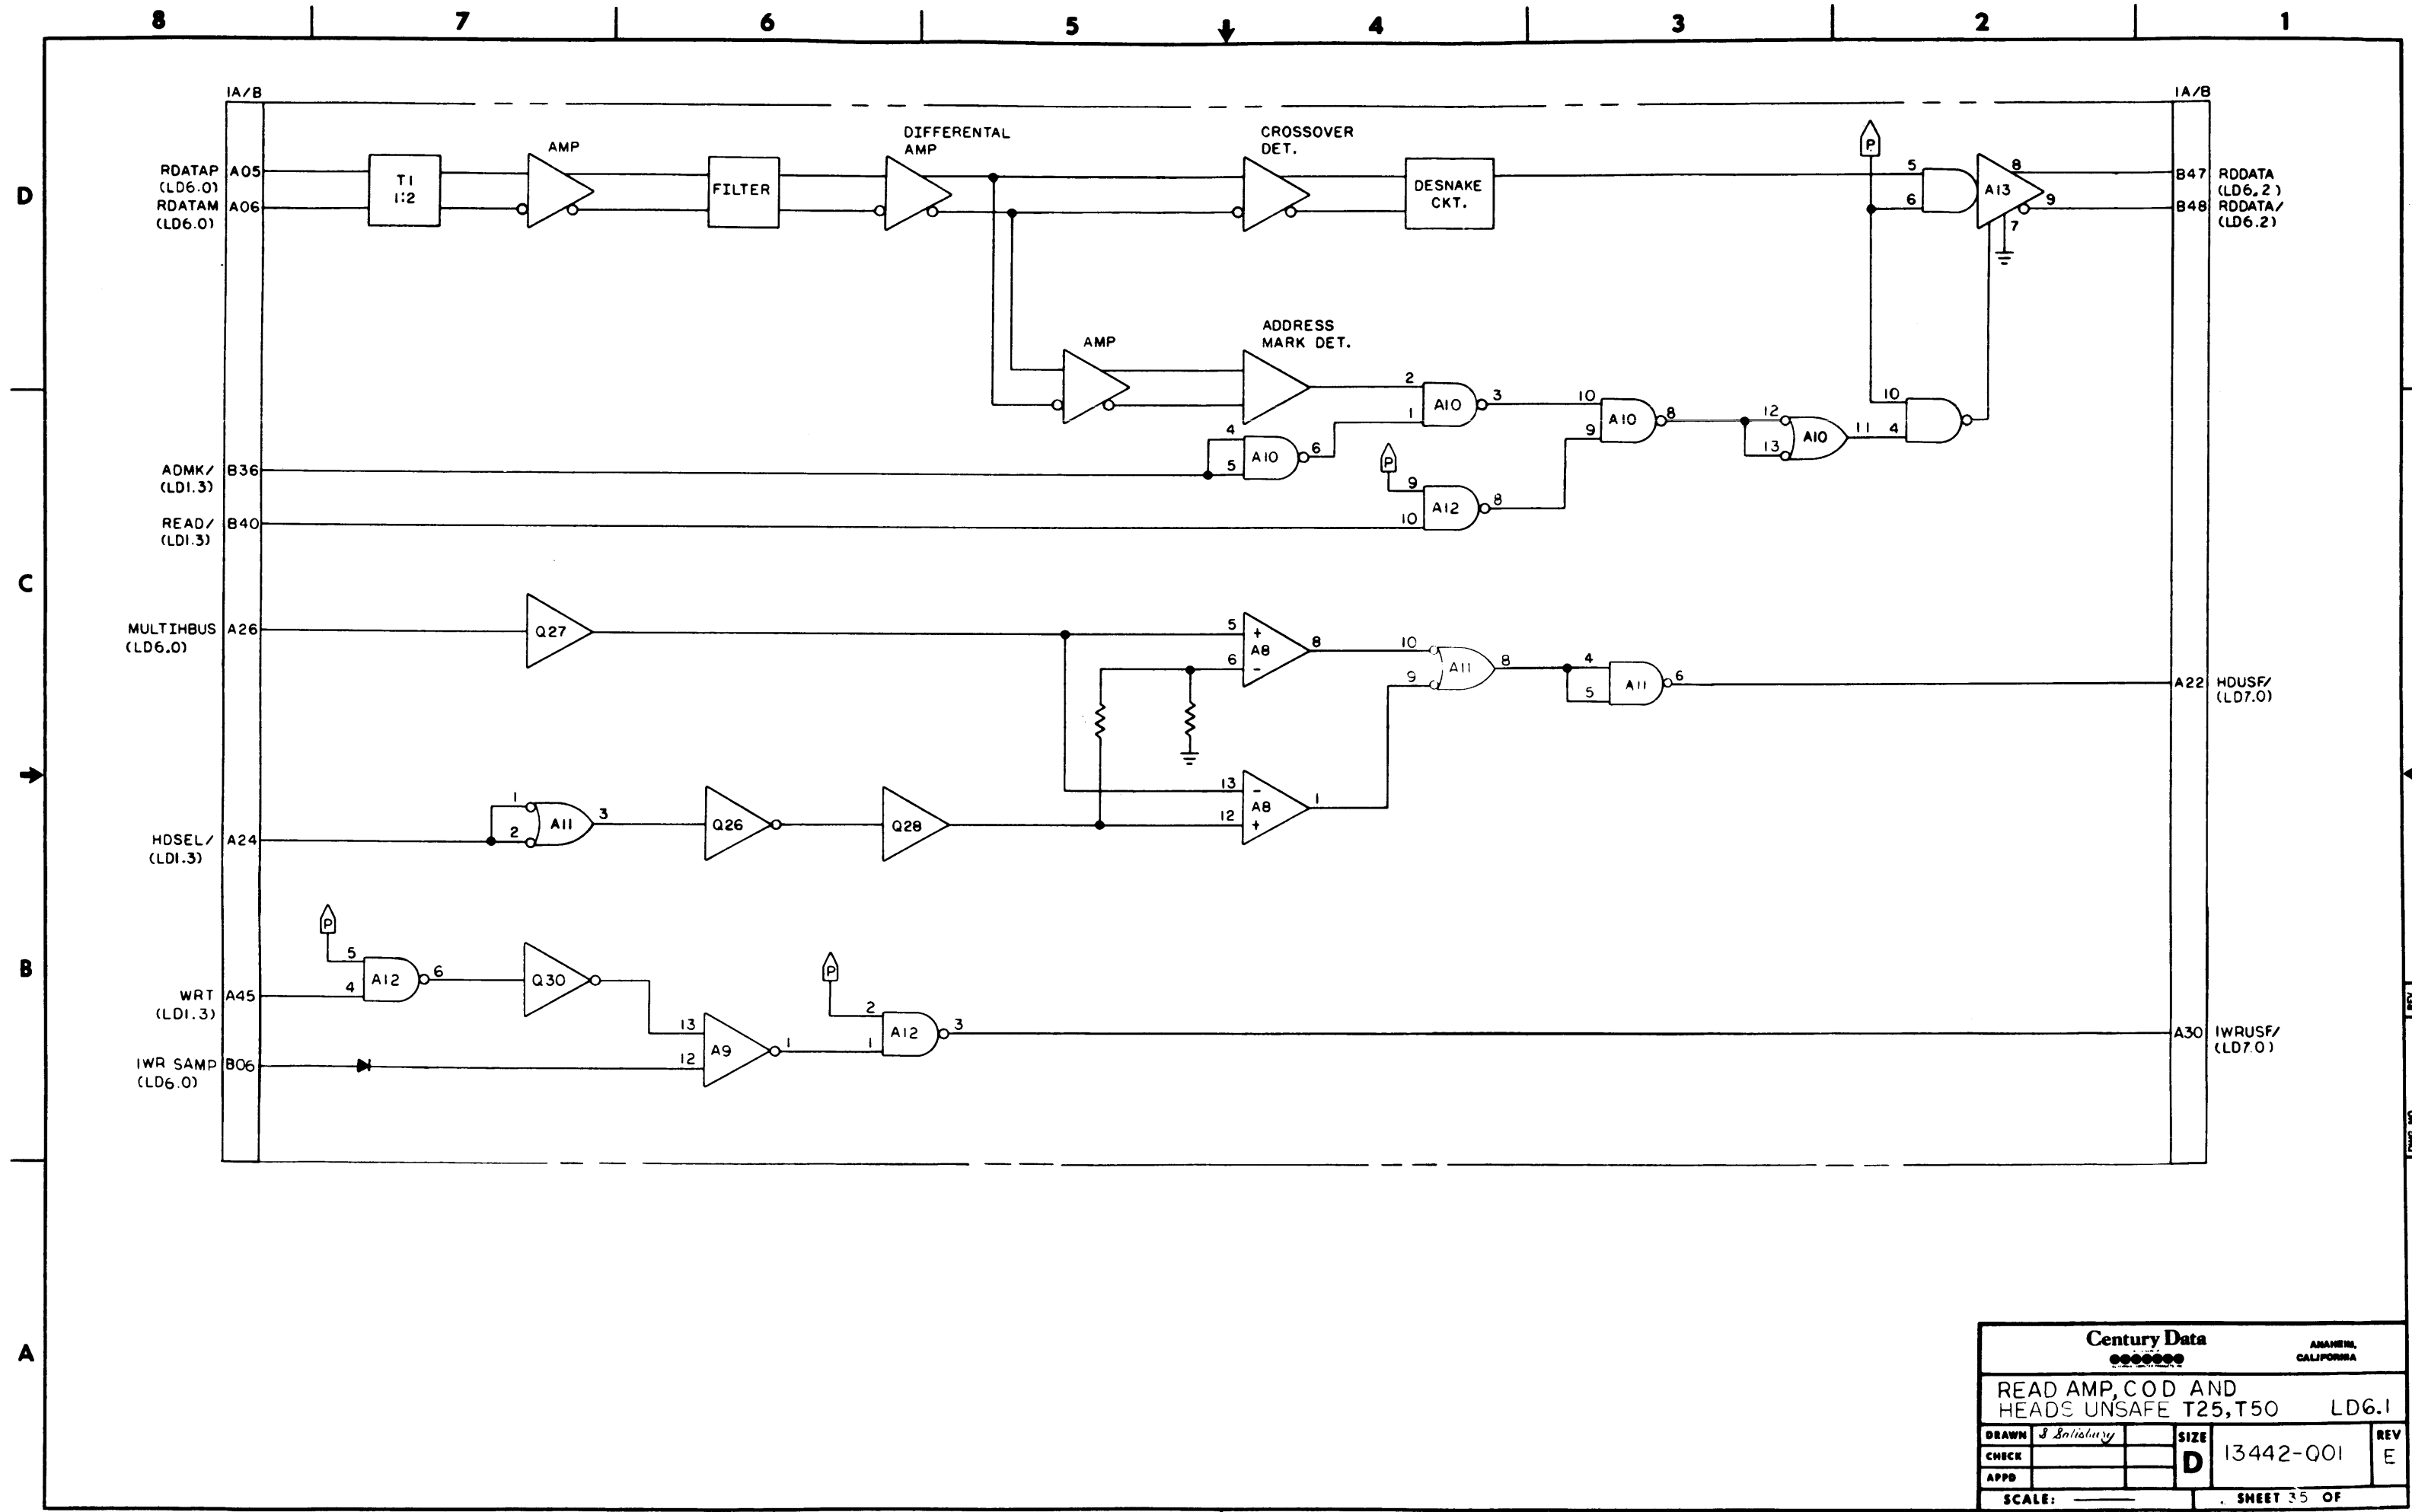 8 7 6 5 4 3 2 1
D
C
B
A
1A/B
1A/B
RDATAP A05
(LD6.0)
RDATAM A06
(LD6.0)
T1
1:2
AMP
FILTER
DIFFERENTAL
AMP
CROSSOVER
DET.
DESNAKE
CKT.
P
5
6
A13
8
9
7
B47 RDDATA
(LD6.2)
B48 RDDATA/
(LD6.2)
AMP
ADDRESS
MARK DET.
2
1
A10
3
10
9
A10
8
12
13
A10
11
10
4
ADMK/ B36
(LD1.3)
4
5
A10
6
P
9
10
A12
8
READ/ B40
(LD1.3)
MULTIHBUS A26
(LD6.0)
Q27
5
6
+
A8
-
8
10
9
A11
8
4
5
A11
6
A22 HDUSF/
(LD7.0)
HDSEL/ A24
(LD1.3)
1
2
A11
3
Q26
Q28
13
12
-
A8
+
1
P
5
4
A12
6
Q30
WRT A45
(LD1.3)
IWR SAMP B06
(LD6.0)
13
12
A9
1
P
2
1
A12
3
A30 IWRUSF/
(LD7.0)
REV
Century Data
ANAHEIM,
CALIFORNIA
READ AMP, COD AND
HEADS UNSAFE T25, T50 LD6.1
DRAWN S Salisbury
CHECK
APPD
SIZE
D
13442-001
REV
E
SCALE:
SHEET 35 OF